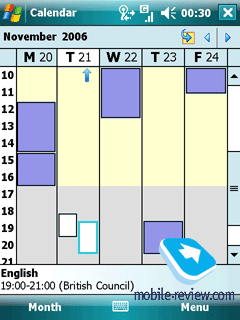 Calendar 00:30
November 2006
M 20 T 21 W 22 T 23 F 24
10
11
12
13
14
15
16
17
18
19
20
21
English
19:00-21:00 (British Council)
mobile-review.com
Month Menu